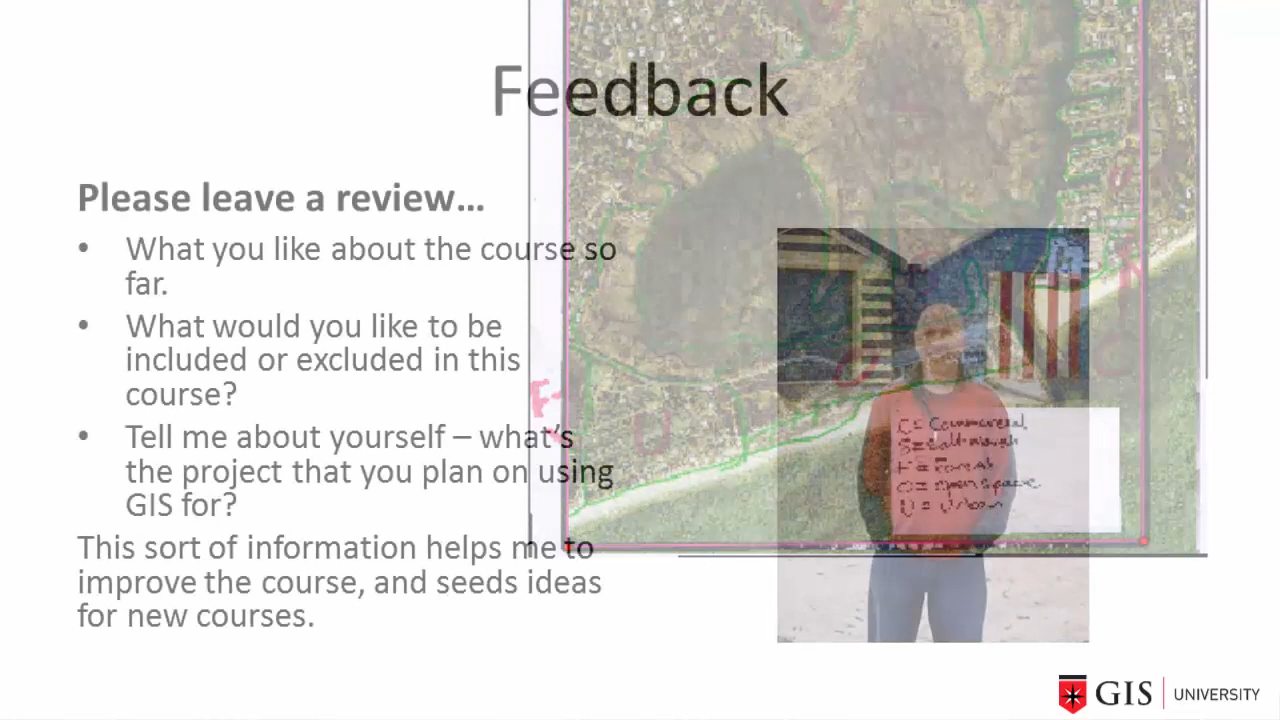 Feedback
Please leave a review…
• What you like about the course so
far.
• What would you like to be
included or excluded in this
course?
• Tell me about yourself – what's
the project that you plan on using
GIS for?
This sort of information helps me to
improve the course, and seeds ideas
for new courses.
C = Commercial
S = Salt marsh
F = Forest
O = open space
U = Urban
F
U
GIS UNIVERSITY